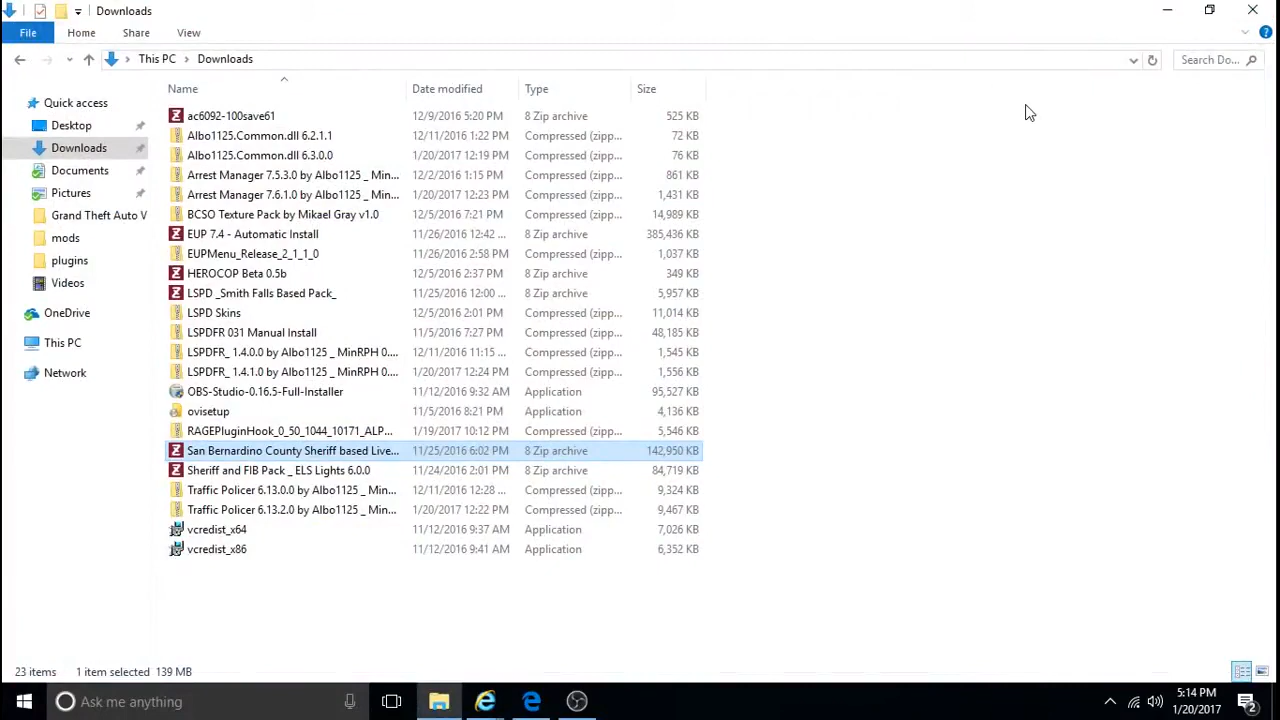 Downloads
File Home Share View
This PC Downloads
Search Do...
Name Date modified Type Size
Quick access
Desktop
Downloads
Documents
Pictures
Grand Theft Auto V
mods
plugins
Videos
OneDrive
This PC
Network
ac6092-100save61 12/9/2016 5:20 PM 8 Zip archive 525 KB
Albo1125.Common.dll 6.2.1.1 12/11/2016 1:22 PM Compressed (zipp... 72 KB
Albo1125.Common.dll 6.3.0.0 1/20/2017 12:19 PM Compressed (zipp... 76 KB
Arrest Manager 7.5.3.0 by Albo1125 _ Min... 12/2/2016 1:15 PM Compressed (zipp... 861 KB
Arrest Manager 7.6.1.0 by Albo1125 _ Min... 1/20/2017 12:23 PM Compressed (zipp... 1,431 KB
BCSO Texture Pack by Mikael Gray v1.0 12/5/2016 7:21 PM Compressed (zipp... 14,989 KB
EUP 7.4 - Automatic Install 11/26/2016 12:42 ... 8 Zip archive 385,436 KB
EUPMenu_Release_2_1_1_0 11/26/2016 2:58 PM Compressed (zipp... 1,037 KB
HEROCOP Beta 0.5b 12/5/2016 2:37 PM 8 Zip archive 349 KB
LSPD _Smith Falls Based Pack_ 11/25/2016 12:00 ... 8 Zip archive 5,957 KB
LSPD Skins 12/5/2016 2:01 PM Compressed (zipp... 11,014 KB
LSPDFR 031 Manual Install 11/5/2016 7:27 PM Compressed (zipp... 48,185 KB
LSPDFR_ 1.4.0.0 by Albo1125 _ MinRPH 0.... 12/11/2016 11:15 ... Compressed (zipp... 1,545 KB
LSPDFR_ 1.4.1.0 by Albo1125 _ MinRPH 0.... 1/20/2017 12:24 PM Compressed (zipp... 1,556 KB
OBS-Studio-0.16.5-Full-Installer 11/12/2016 9:32 AM Application 95,527 KB
ovisetup 11/5/2016 8:21 PM Application 4,136 KB
RAGEPluginHook_0_50_1044_10171_ALP... 1/19/2017 10:12 PM Compressed (zipp... 5,546 KB
San Bernardino County Sheriff based Live... 11/25/2016 6:02 PM 8 Zip archive 142,950 KB
Sheriff and FIB Pack _ ELS Lights 6.0.0 11/24/2016 2:01 PM 8 Zip archive 84,719 KB
Traffic Policer 6.13.0.0 by Albo1125 _ Min... 12/11/2016 12:28 ... Compressed (zipp... 9,324 KB
Traffic Policer 6.13.2.0 by Albo1125 _ Min... 1/20/2017 12:22 PM Compressed (zipp... 9,467 KB
vcredist_x64 11/12/2016 9:37 AM Application 7,026 KB
vcredist_x86 11/12/2016 9:41 AM Application 6,352 KB
23 items 1 item selected 139 MB
Ask me anything
5:14 PM
1/20/2017
2